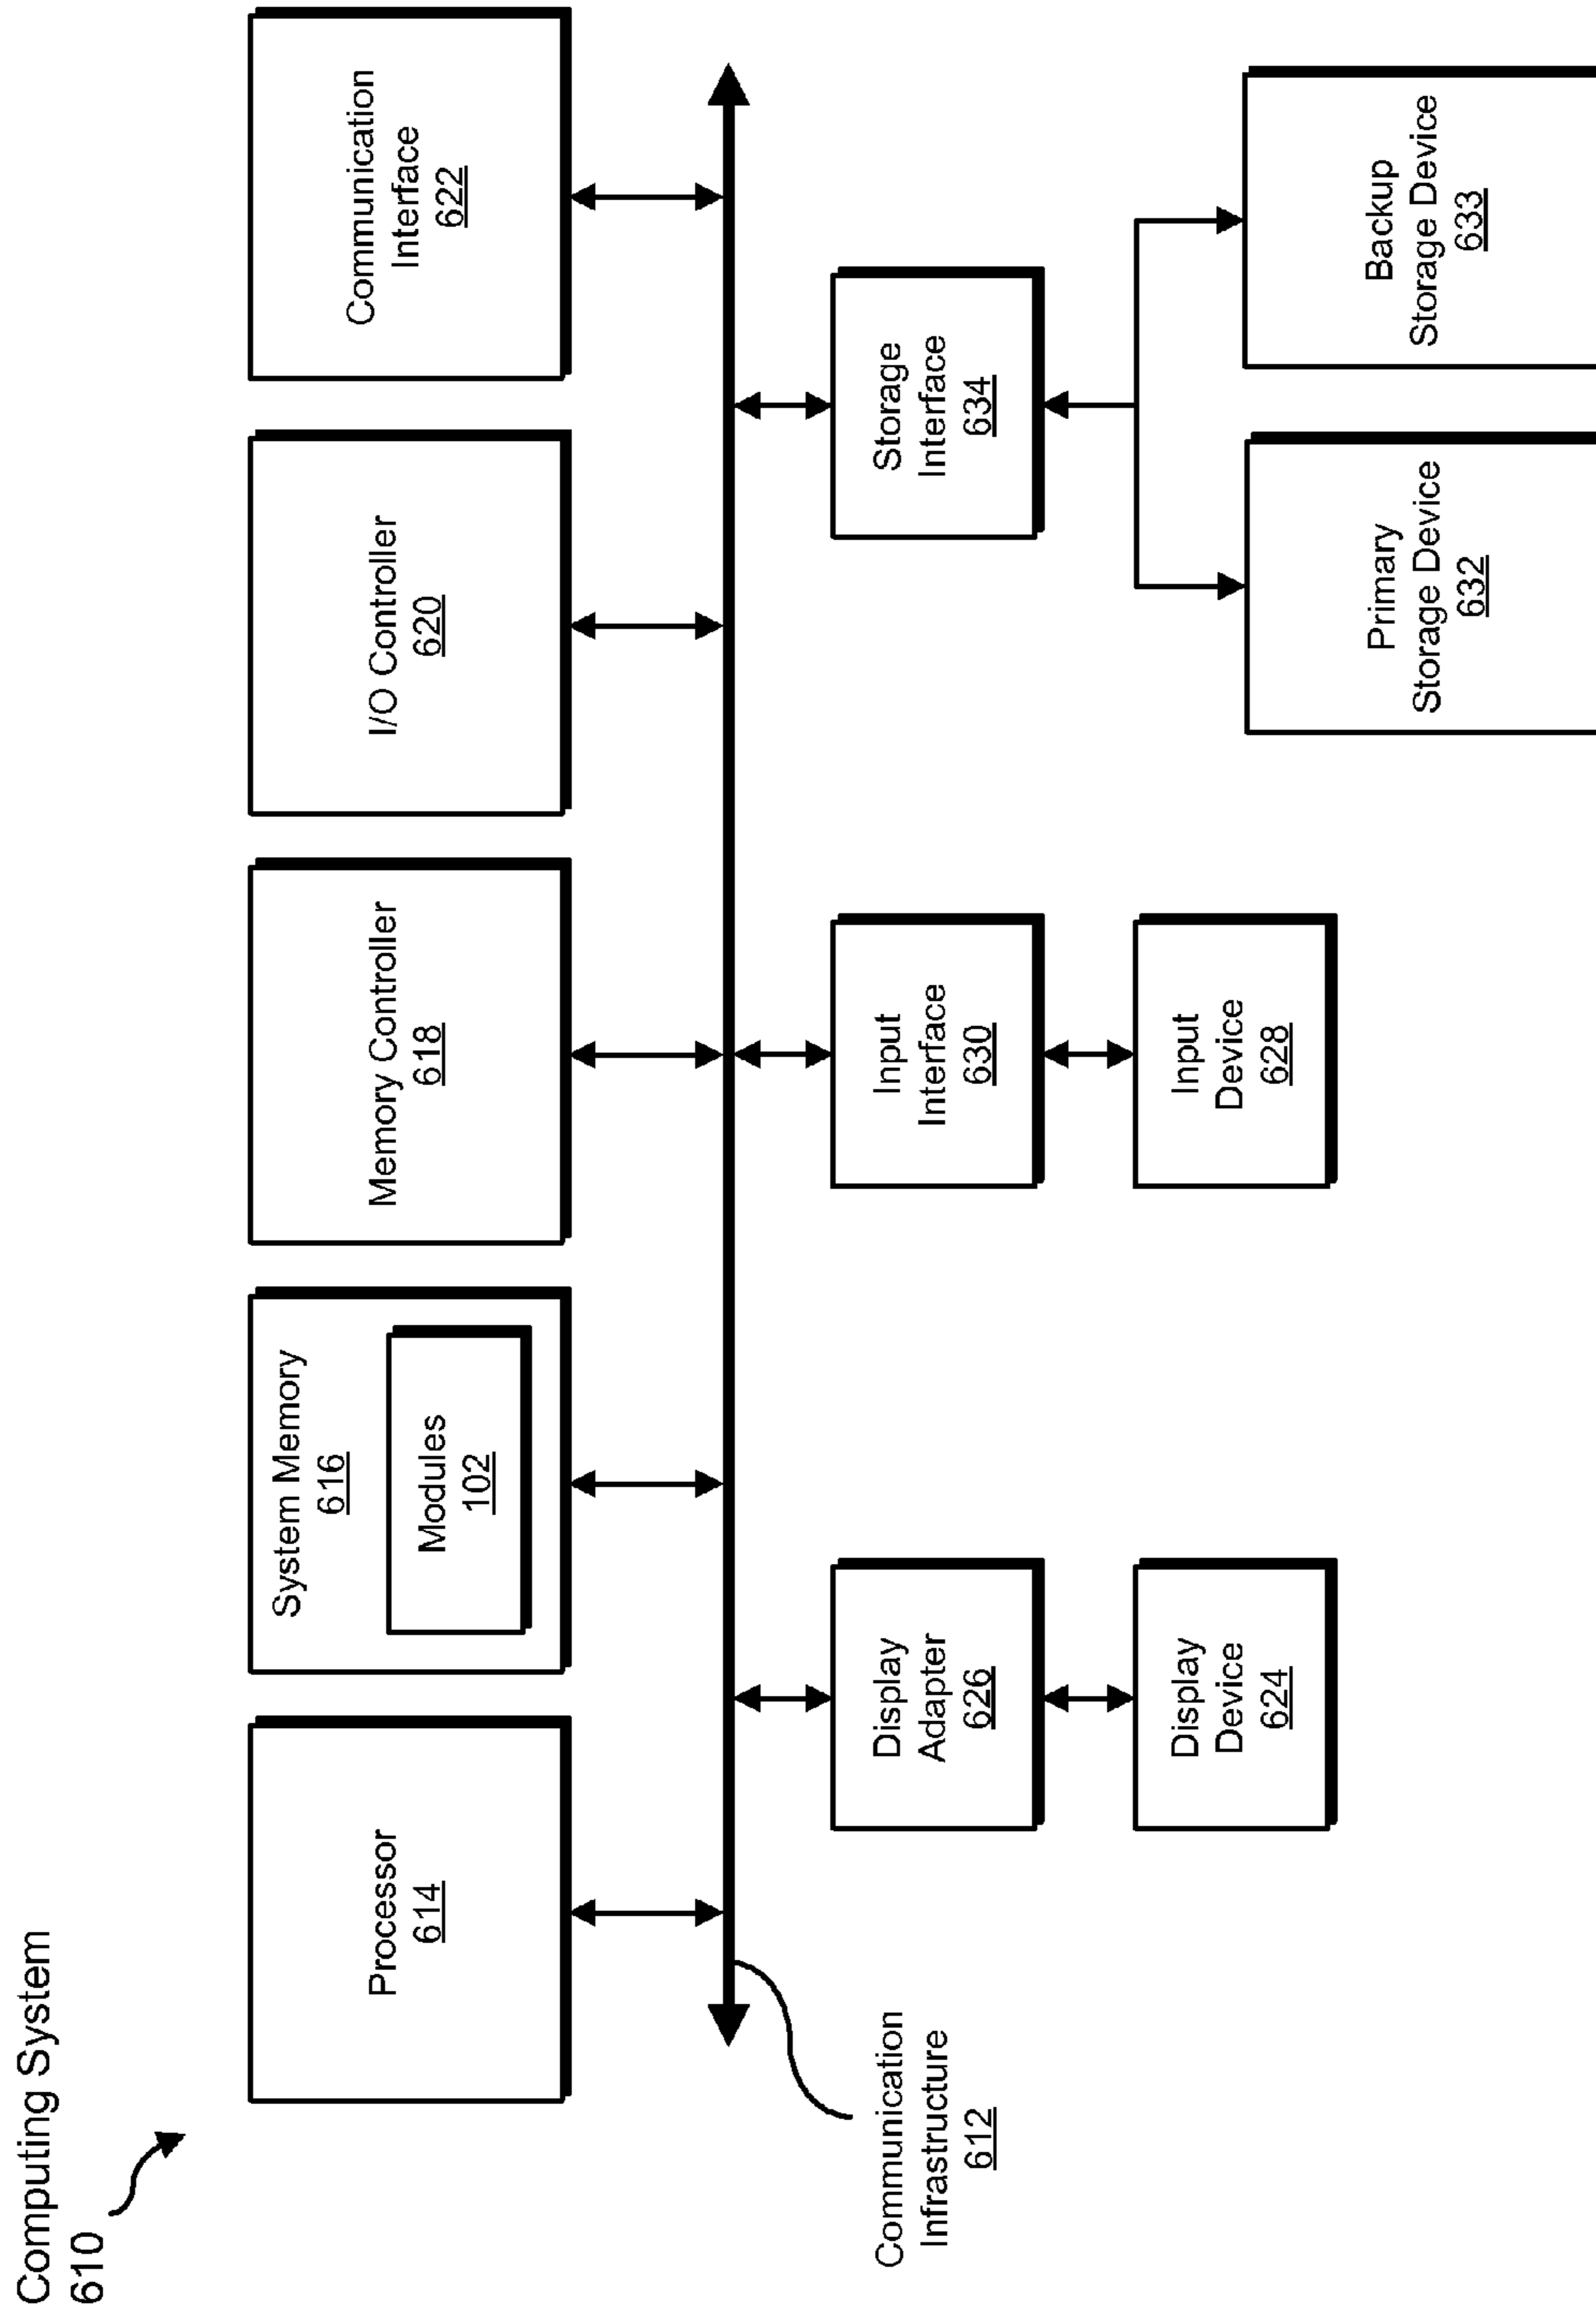 Computing System
610
Processor
614
System Memory
616
Modules
102
Memory Controller
618
I/O Controller
620
Communication
Interface
622
Communication
Infrastructure
612
Display
Adapter
626
Input
Interface
630
Storage
Interface
634
Display
Device
624
Input
Device
628
Primary
Storage Device
632
Backup
Storage Device
633